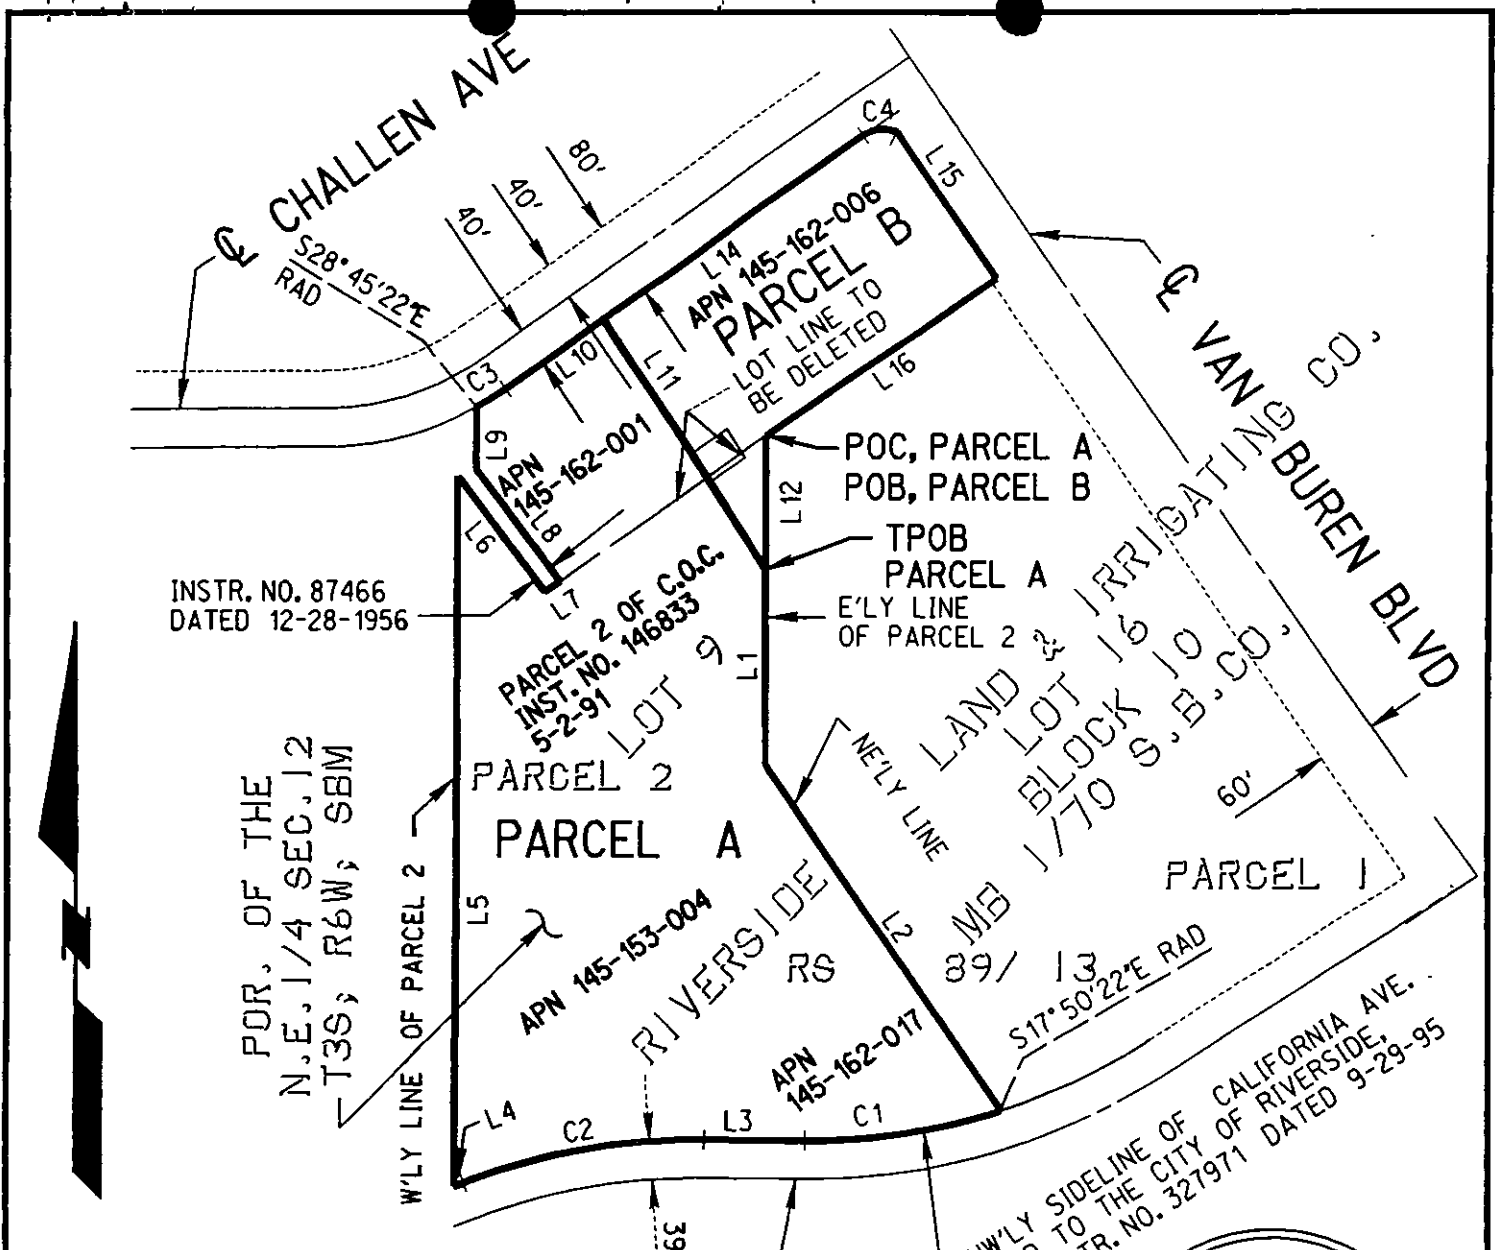 ℄ CHALLEN AVE
S28°45'22"E
RAD
40'
40'
80'
C4
L15
L14
APN 145-162-006
PARCEL B
LOT LINE TO
BE DELETED
C3
L10
L11
L16
L9
APN
145-162-001
L8
L6
L7
L12
POC, PARCEL A
POB, PARCEL B
TPOB
PARCEL A
E'LY LINE
OF PARCEL 2
℄ VAN BUREN BLVD
INSTR. NO. 87466
DATED 12-28-1956
PARCEL 2 OF C.O.C.
INST. NO. 146833
5-2-91
LOT 9
PARCEL 2
PARCEL A
L1
NE'LY LINE
RIVERSIDE LAND & IRRIGATING CO.
LOT 16
BLOCK 10
MB 1/70 S.B.CO.
60'
PARCEL 1
POR. OF THE
N.E.1/4 SEC.12
T3S; R6W; SBM
W'LY LINE OF PARCEL 2
L5
APN 145-153-004
RS 89/ 13
L2
S17°50'22"E RAD
APN
145-162-017
L4
C2
L3
C1
N
39
W'LY SIDELINE OF CALIFORNIA AVE.
TO THE CITY OF RIVERSIDE,
TR. NO. 327971 DATED 9-29-95